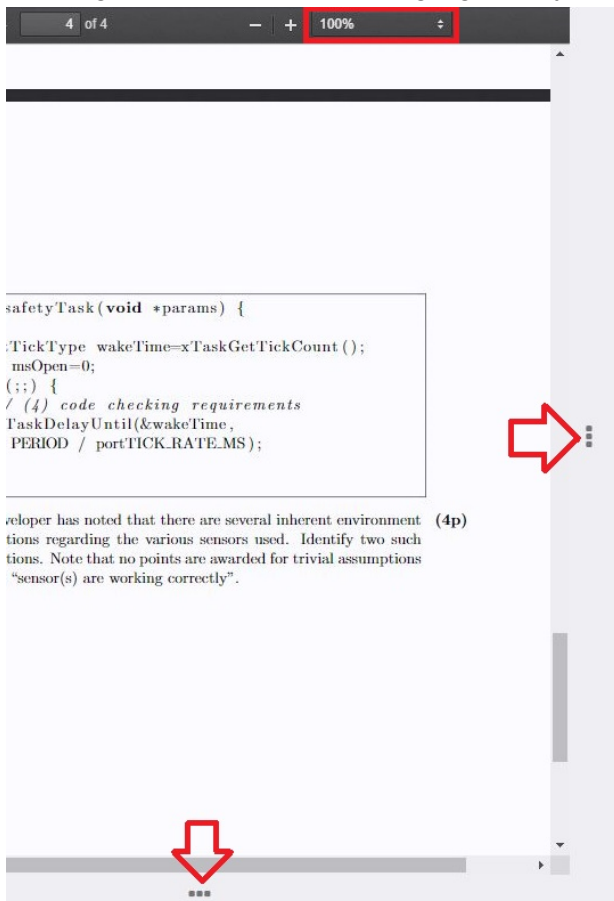 4 of 4 − + 100%
safetyTask(void *params) {
TickType wakeTime=xTaskGetTickCount();
msOpen=0;
(;;) {
/ (4) code checking requirements
TaskDelayUntil(&wakeTime,
PERIOD / portTICK_RATE_MS);
veloper has noted that there are several inherent environment (4p)
tions regarding the various sensors used. Identify two such
tions. Note that no points are awarded for trivial assumptions
“sensor(s) are working correctly”.